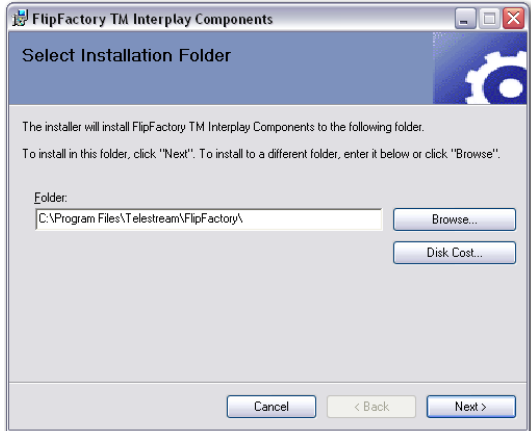 FlipFactory TM Interplay Components
Select Installation Folder
The installer will install FlipFactory TM Interplay Components to the following folder.
To install in this folder, click "Next". To install to a different folder, enter it below or click "Browse".
Folder:
C:\Program Files\Telestream\FlipFactory\
Browse...
Disk Cost...
Cancel
< Back
Next >